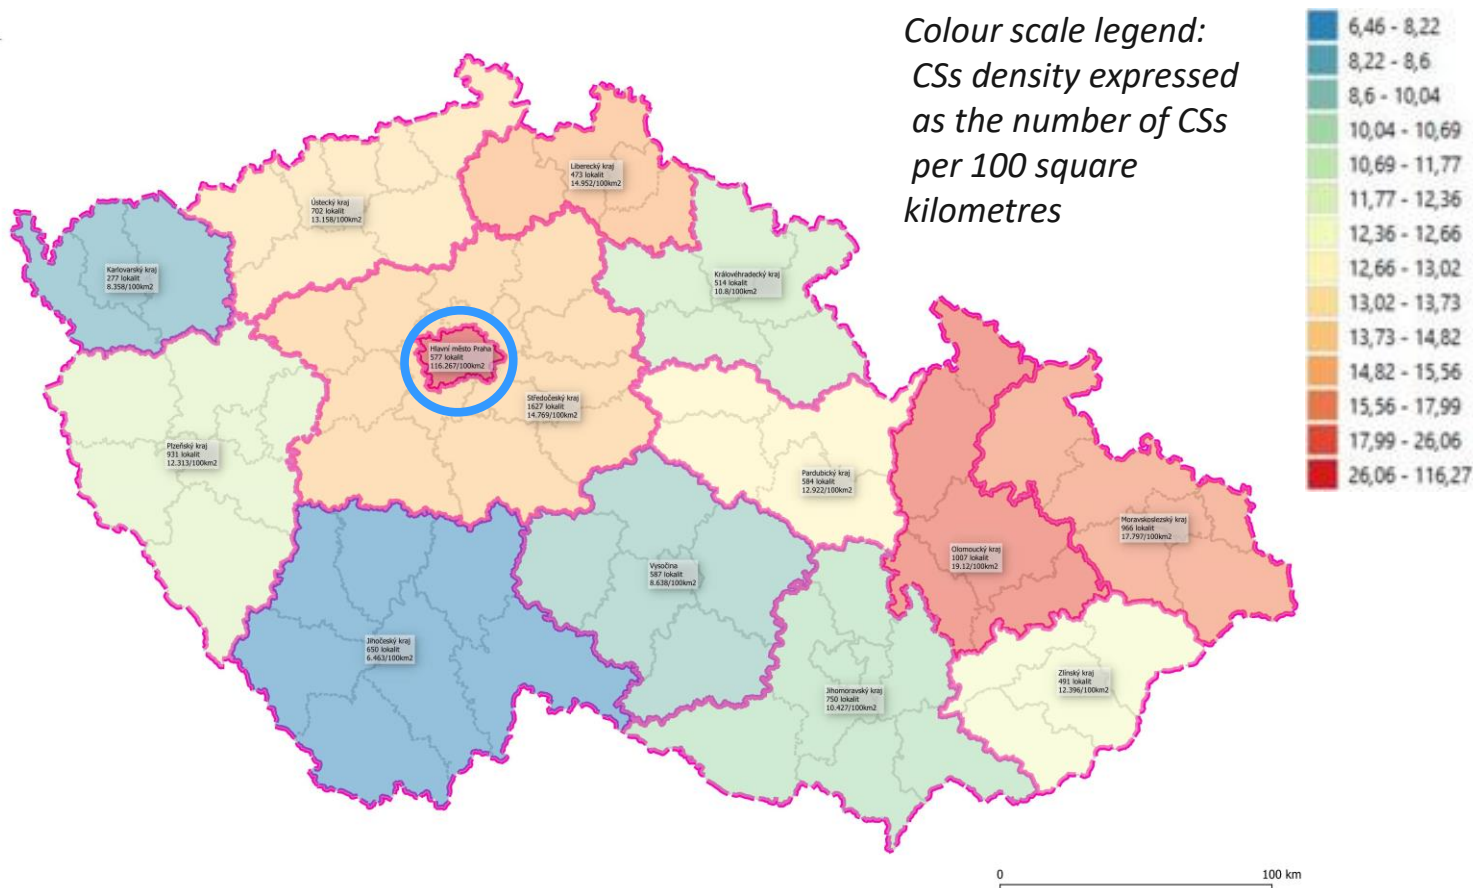 Colour scale legend:
CSs density expressed
as the number of CSs
per 100 square
kilometres
6,46 - 8,22
8,22 - 8,6
8,6 - 10,04
10,04 - 10,69
10,69 - 11,77
11,77 - 12,36
12,36 - 12,66
12,66 - 13,02
13,02 - 13,73
13,73 - 14,82
14,82 - 15,56
15,56 - 17,99
17,99 - 26,06
26,06 - 116,27
Liberecký kraj
473 lokalit
14.952/100km2
Ústecký kraj
702 lokalit
13.158/100km2
Karlovarský kraj
277 lokalit
8.358/100km2
Královéhradecký kraj
514 lokalit
10.8/100km2
Hlavní město Praha
577 lokalit
116.267/100km2
Středočeský kraj
1627 lokalit
14.769/100km2
Plzeňský kraj
931 lokalit
12.313/100km2
Pardubický kraj
584 lokalit
12.922/100km2
Moravskoslezský kraj
966 lokalit
17.797/100km2
Olomoucký kraj
1007 lokalit
19.12/100km2
Vysočina
587 lokalit
8.638/100km2
Jihočeský kraj
650 lokalit
6.463/100km2
Zlínský kraj
491 lokalit
12.396/100km2
Jihomoravský kraj
750 lokalit
10.427/100km2
0 100 km